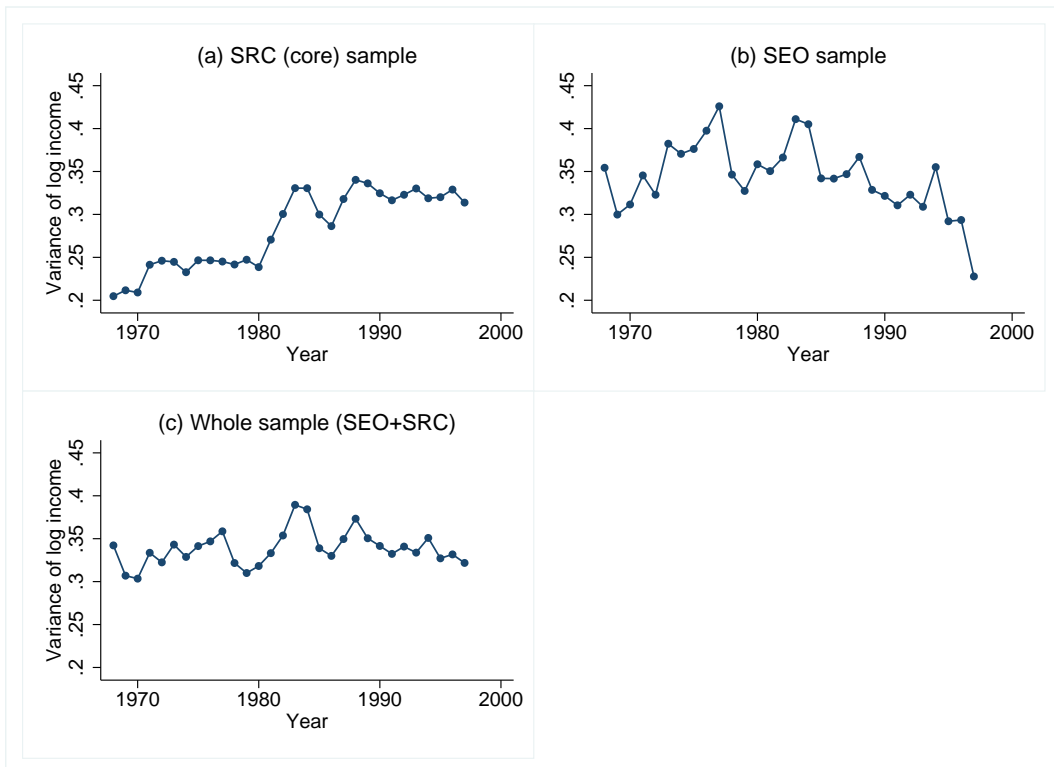 (a) SRC (core) sample
Variance of log income
.45
.4
.35
.3
.25
.2
1970 1980 1990 2000
Year
(b) SEO sample
.45
.4
.35
.3
.25
.2
1970 1980 1990 2000
Year
(c) Whole sample (SEO+SRC)
Variance of log income
.45
.4
.35
.3
.25
.2
1970 1980 1990 2000
Year